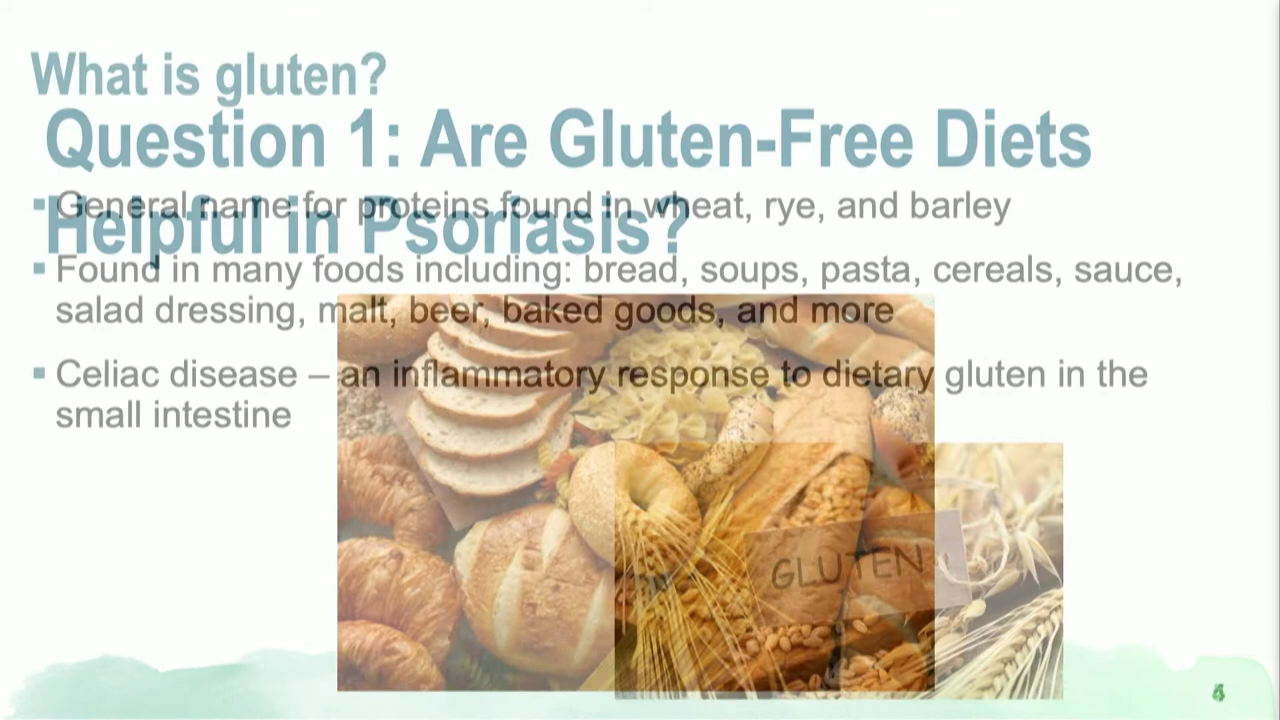 What is gluten?
Question 1: Are Gluten-Free Diets
Helpful in Psoriasis?
▪ General name for proteins found in wheat, rye, and barley
▪ Found in many foods including: bread, soups, pasta, cereals, sauce,
salad dressing, malt, beer, baked goods, and more
▪ Celiac disease – an inflammatory response to dietary gluten in the
small intestine
GLUTEN